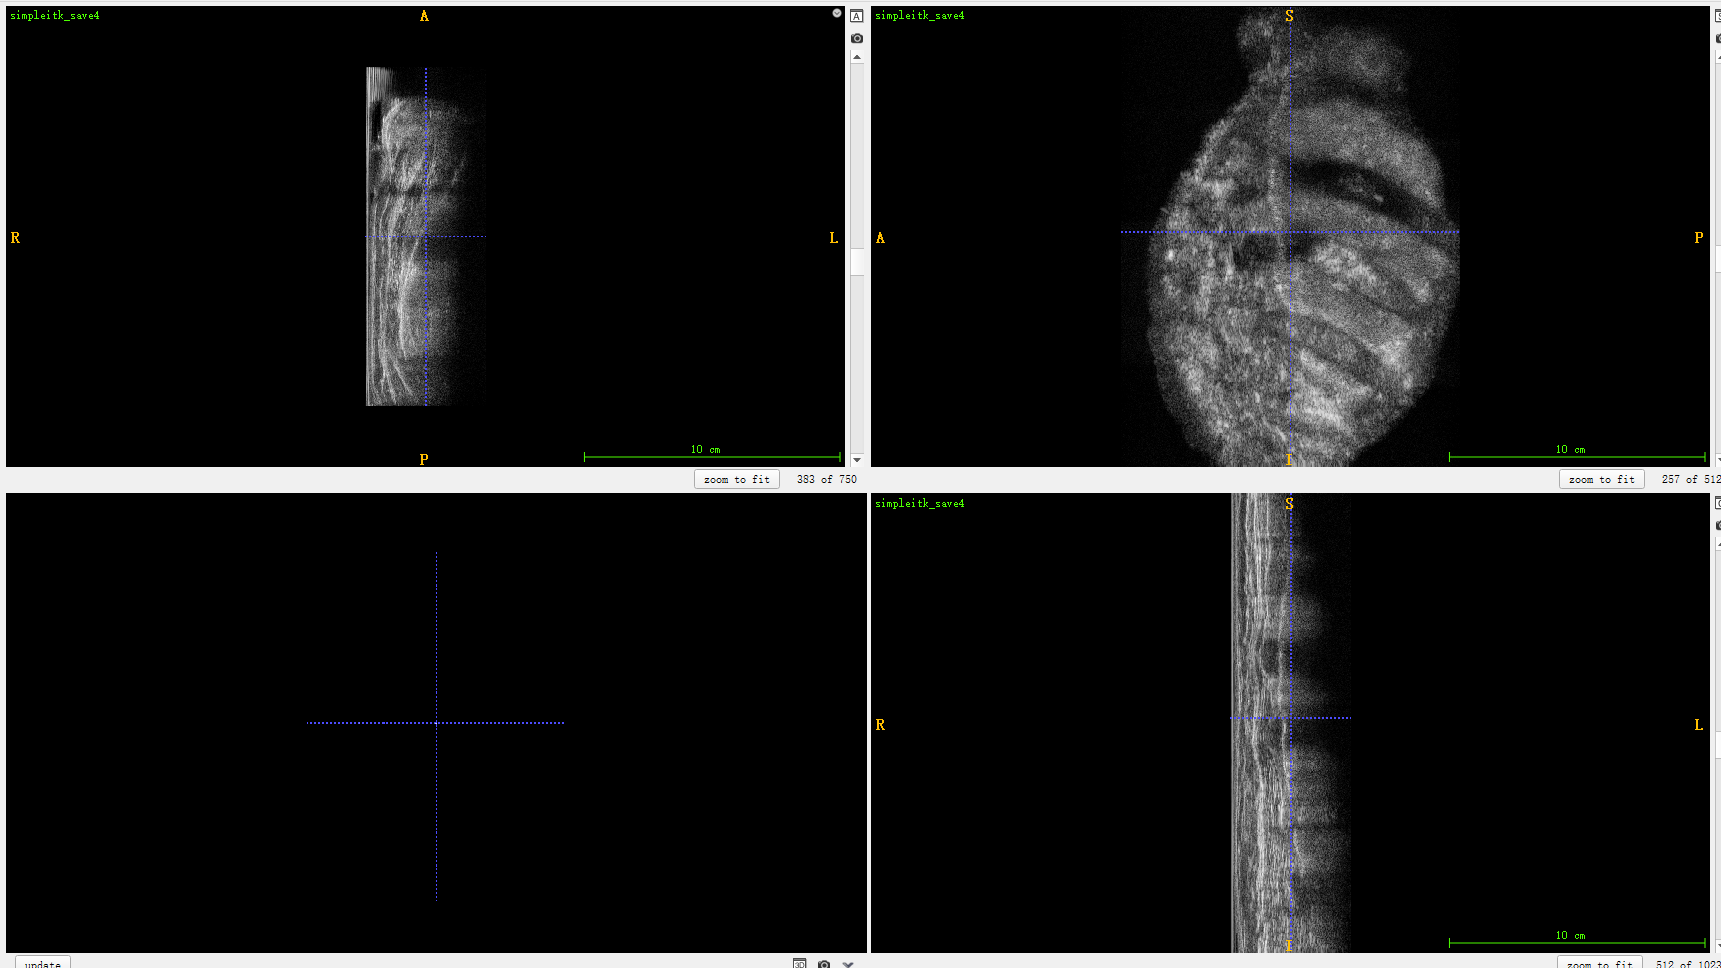 simpleitk_save4
A
A
R
L
10 cm
P
zoom to fit
383 of 750
simpleitk_save4
S
A
P
10 cm
I
zoom to fit
257 of 512
update
3D
simpleitk_save4
S
R
L
10 cm
I
zoom to fit
512 of 1023